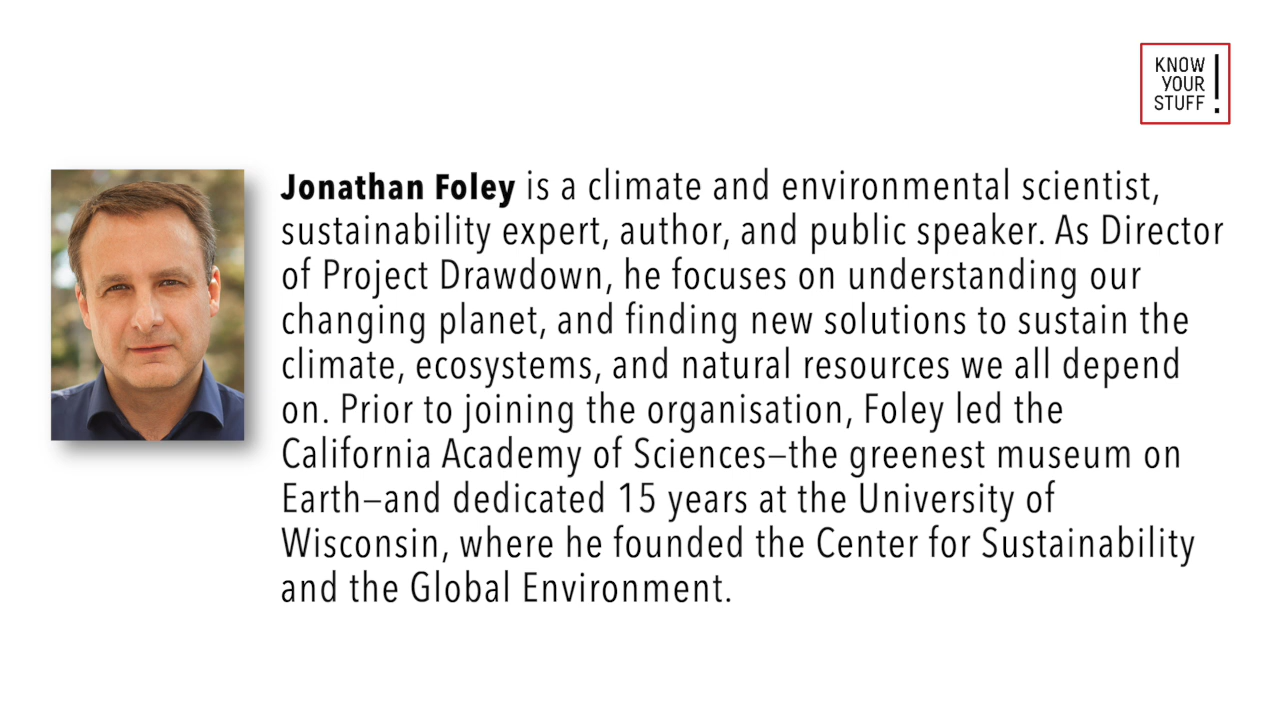 KNOW
YOUR
STUFF !
Jonathan Foley is a climate and environmental scientist,
sustainability expert, author, and public speaker. As Director
of Project Drawdown, he focuses on understanding our
changing planet, and finding new solutions to sustain the
climate, ecosystems, and natural resources we all depend
on. Prior to joining the organisation, Foley led the
California Academy of Sciences–the greenest museum on
Earth–and dedicated 15 years at the University of
Wisconsin, where he founded the Center for Sustainability
and the Global Environment.